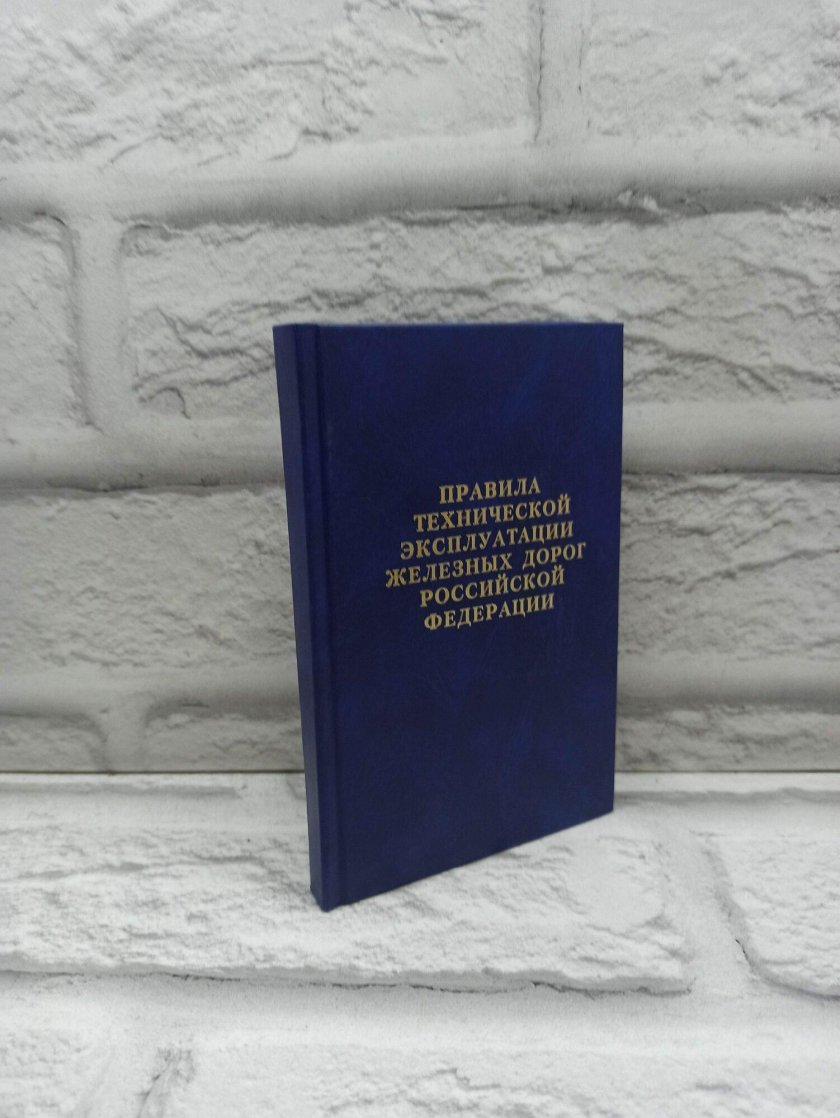 ПРАВИЛА
ТЕХНИЧЕСКОЙ
ЭКСПЛУАТАЦИИ
ЖЕЛЕЗНЫХ ДОРОГ
РОССИЙСКОЙ
ФЕДЕРАЦИИ